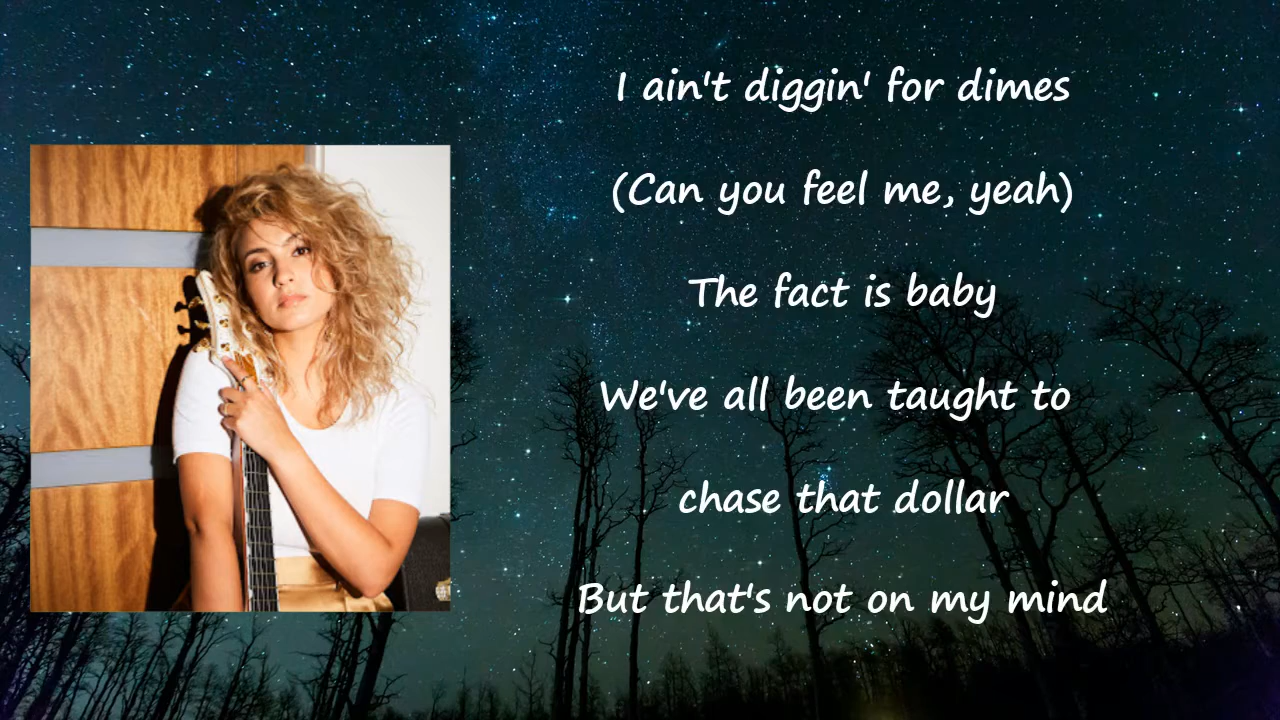 I ain't diggin' for dimes
(Can you feel me, yeah)
The fact is baby
We've all been taught to
chase that dollar
But that's not on my mind